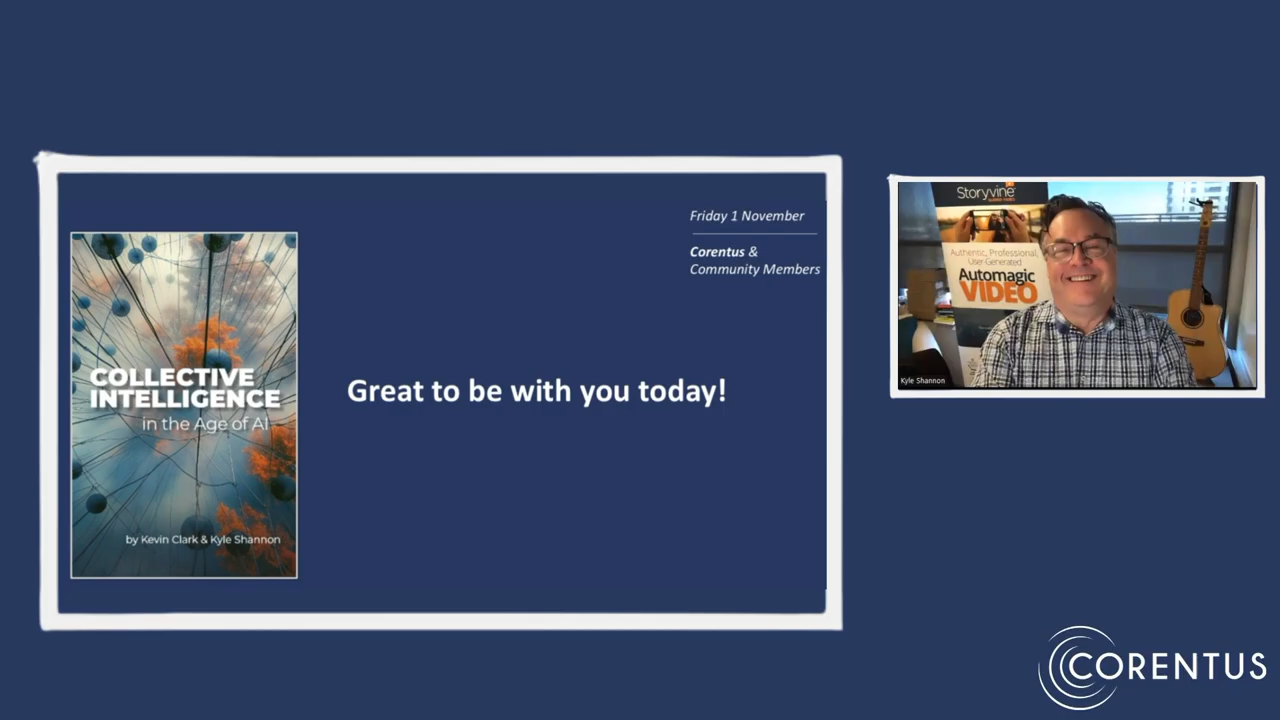 Friday 1 November
Corentus &
Community Members
COLLECTIVE
INTELLIGENCE
in the Age of AI
by Kevin Clark & Kyle Shannon
Great to be with you today!
Storyvine
Authentic, Professional,
User-Generated
Automagic
VIDEO
Kyle Shannon
CORENTUS